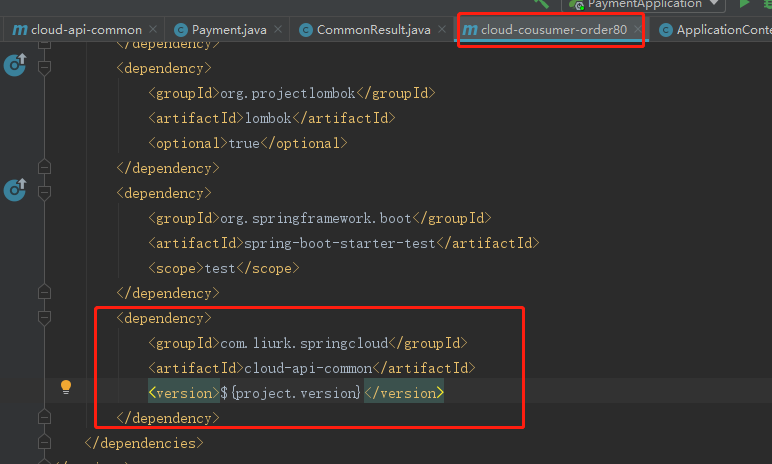 PaymentApplication
cloud-api-common
Payment.java
CommonResult.java
cloud-cousumer-order80
ApplicationConte
</dependency>
<dependency>
<groupId>org.projectlombok</groupId>
<artifactId>lombok</artifactId>
<optional>true</optional>
</dependency>
<dependency>
<groupId>org.springframework.boot</groupId>
<artifactId>spring-boot-starter-test</artifactId>
<scope>test</scope>
</dependency>
<dependency>
<groupId>com.liurk.springcloud</groupId>
<artifactId>cloud-api-common</artifactId>
<version>${project.version}</version>
</dependency>
</dependencies>